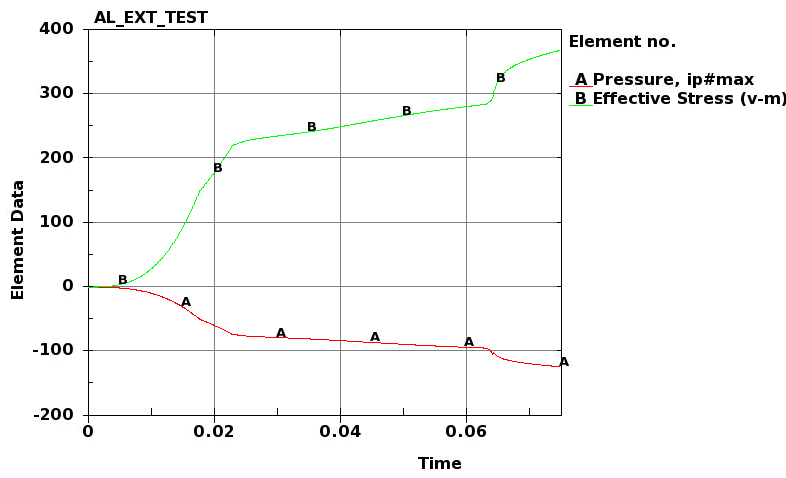 AL_EXT_TEST
Element no.
A Pressure, ip#max
B Effective Stress (v-m)
Element Data
400
300
200
100
0
-100
-200
B
B
B
B
B
A
A
A
A
A
0
0.02
0.04
0.06
Time